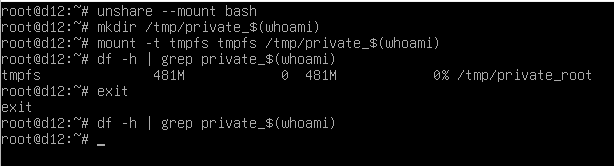 root@d12:~# unshare --mount bash
root@d12:~# mkdir /tmp/private_$(whoami)
root@d12:~# mount -t tmpfs tmpfs /tmp/private_$(whoami)
root@d12:~# df -h | grep private_$(whoami)
tmpfs 481M 0 481M 0% /tmp/private_root
root@d12:~# exit
exit
root@d12:~# df -h | grep private_$(whoami)
root@d12:~# _